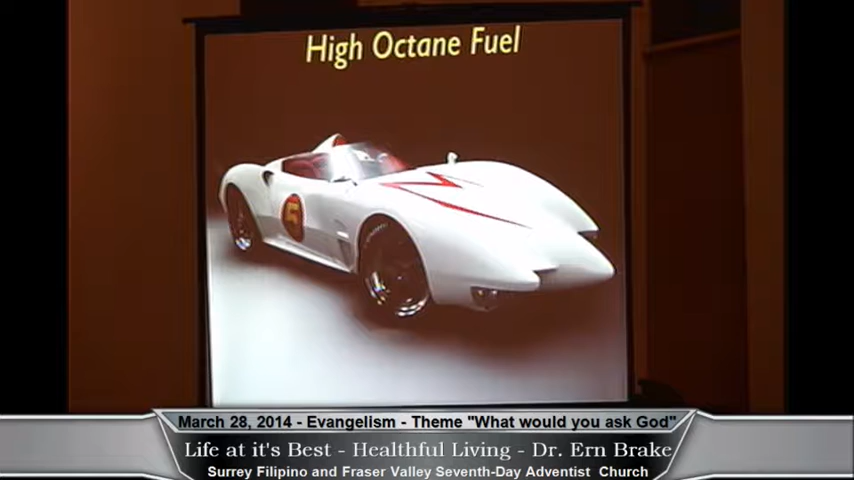 High Octane Fuel
5
March 28, 2014 - Evangelism - Theme "What would you ask God"
Life at it's Best - Healthful Living - Dr. Ern Brake
Surrey Filipino and Fraser Valley Seventh-Day Adventist Church